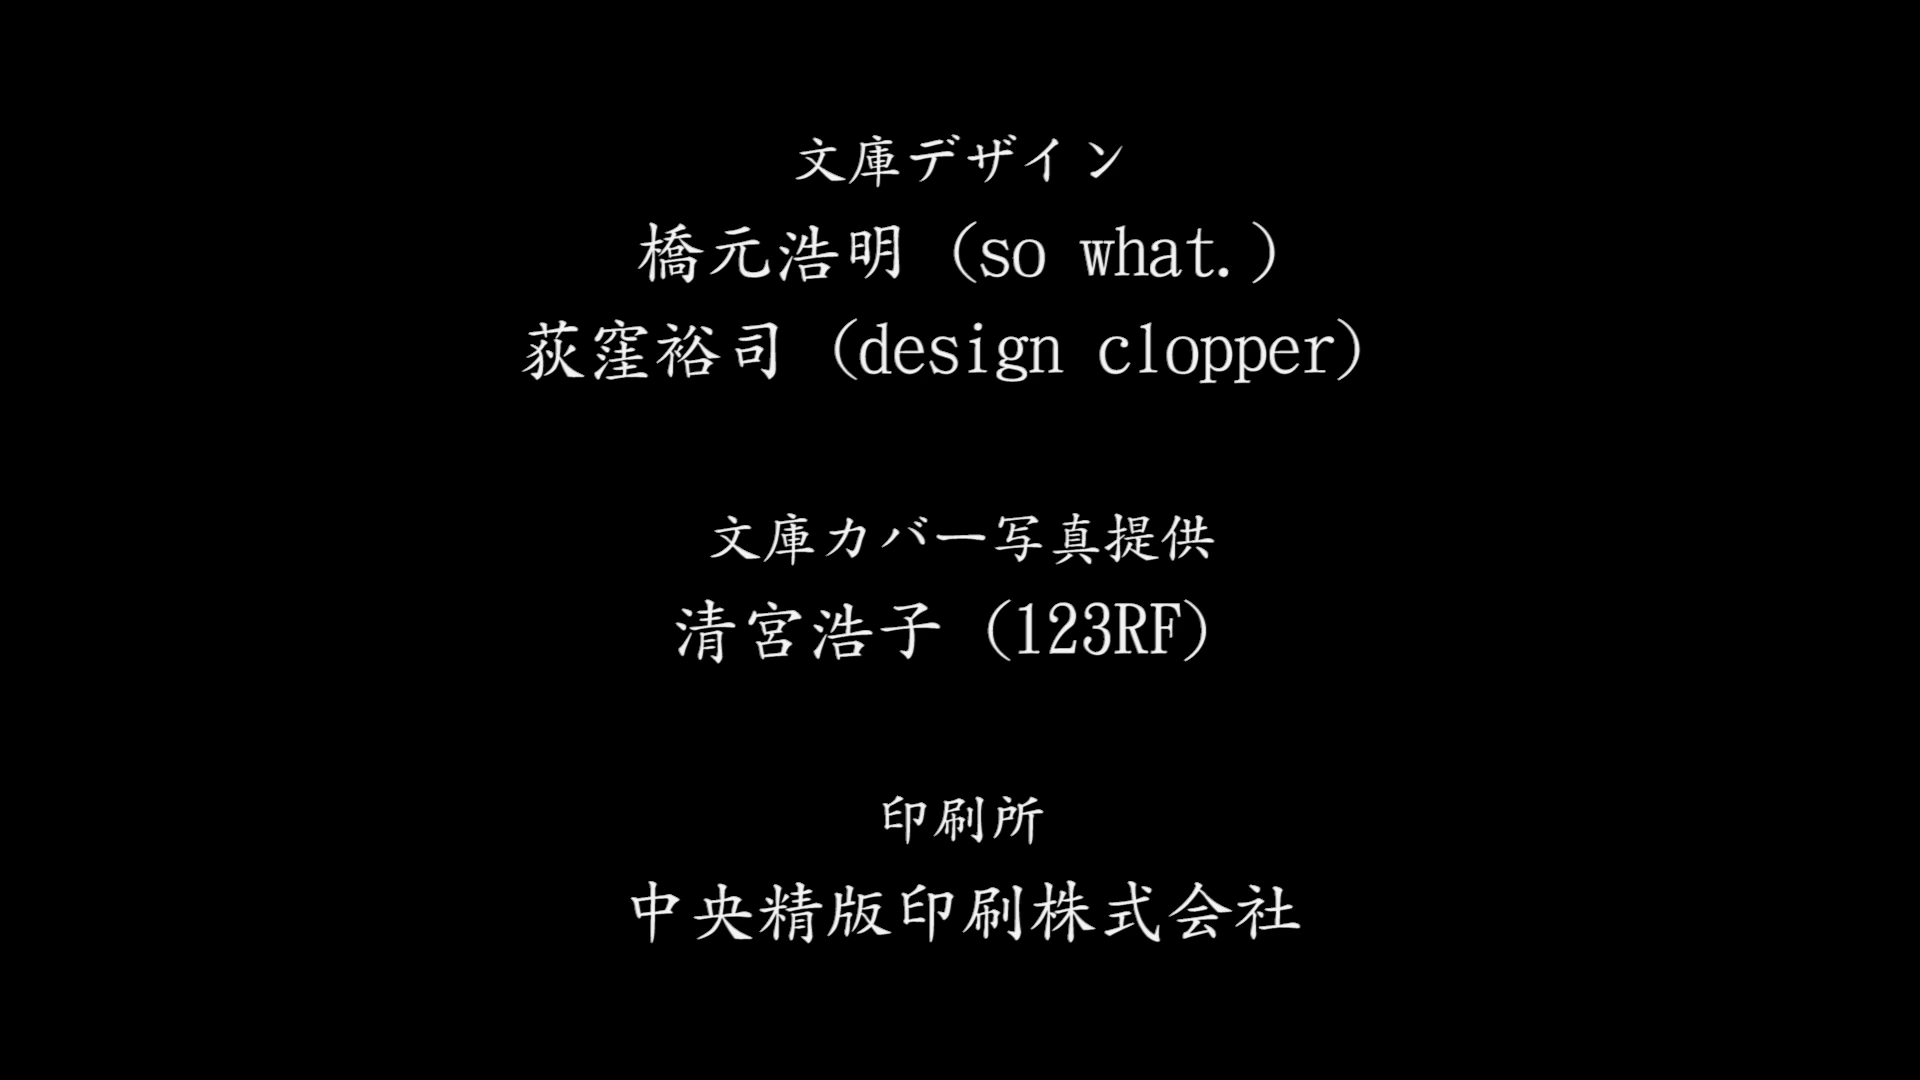 文庫デザイン
橋元浩明 (so what.)
荻窪裕司 (design clopper)
文庫カバー写真提供
清宮浩子 (123RF)
印刷所
中央精版印刷株式会社